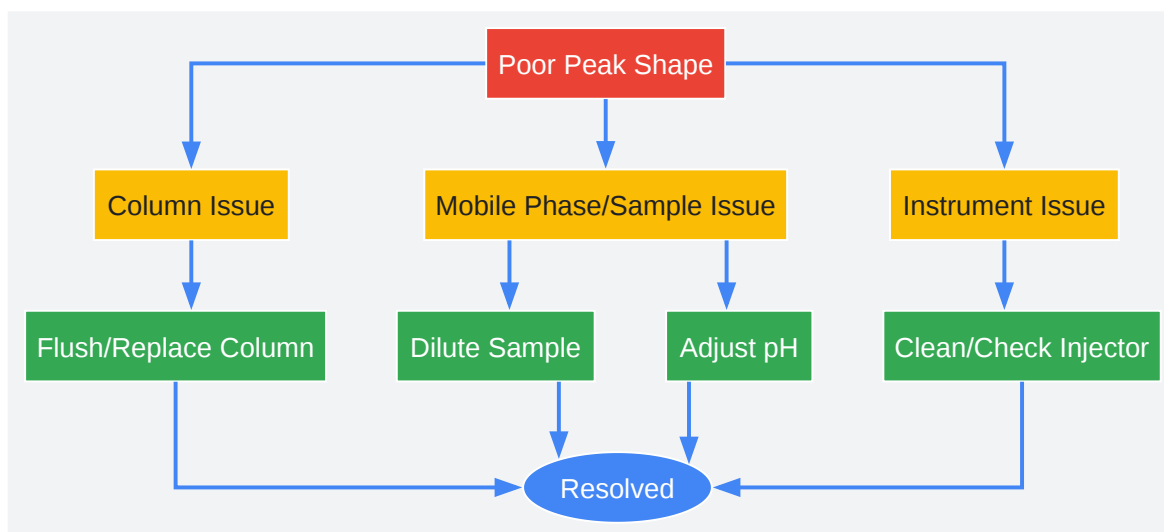 Poor Peak Shape
Column Issue
Mobile Phase/Sample Issue
Instrument Issue
Flush/Replace Column
Dilute Sample
Adjust pH
Clean/Check Injector
Resolved